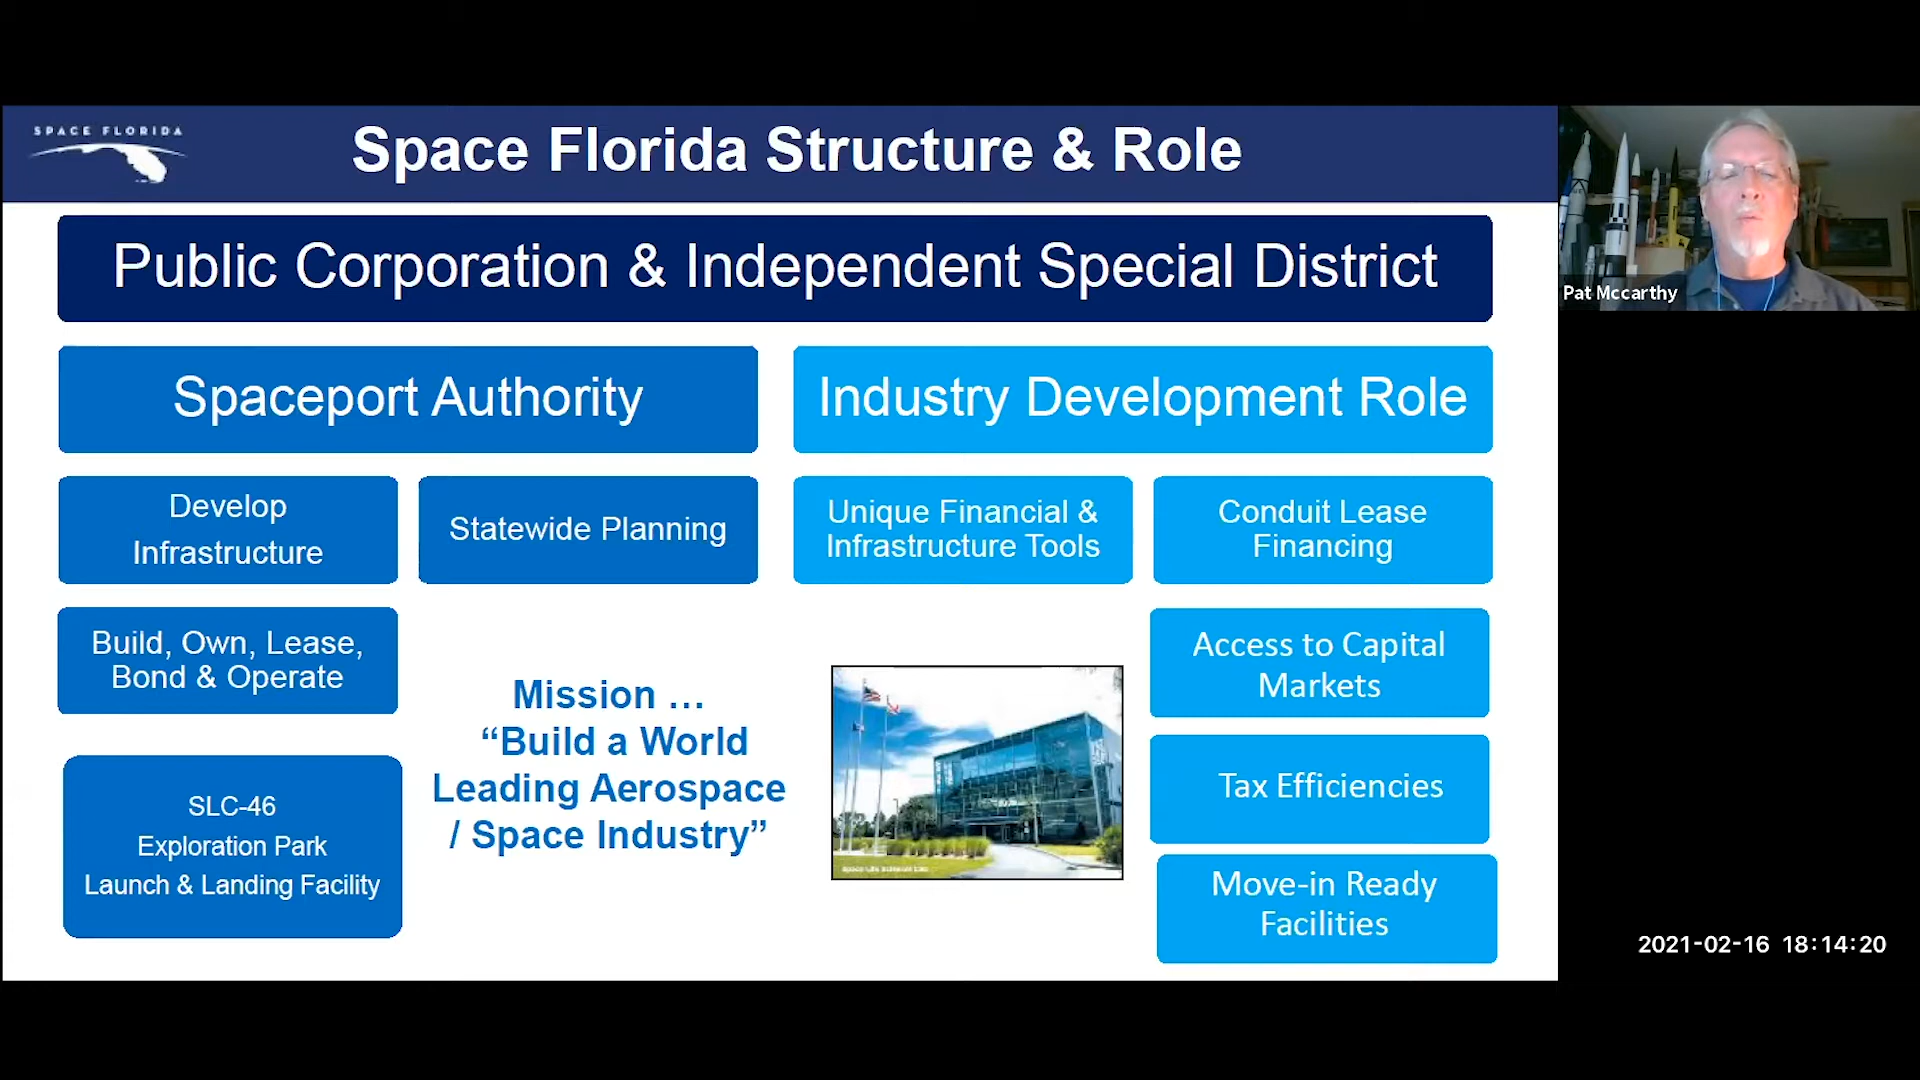 SPACE FLORIDA
Space Florida Structure & Role
Public Corporation & Independent Special District
Spaceport Authority
Industry Development Role
Develop
Infrastructure
Statewide Planning
Unique Financial &
Infrastructure Tools
Conduit Lease
Financing
Build, Own, Lease,
Bond & Operate
Access to Capital
Markets
Mission …
“Build a World
Leading Aerospace
/ Space Industry”
Tax Efficiencies
SLC-46
Exploration Park
Launch & Landing Facility
Move-in Ready
Facilities
Pat Mccarthy
2021-02-16 18:14:20